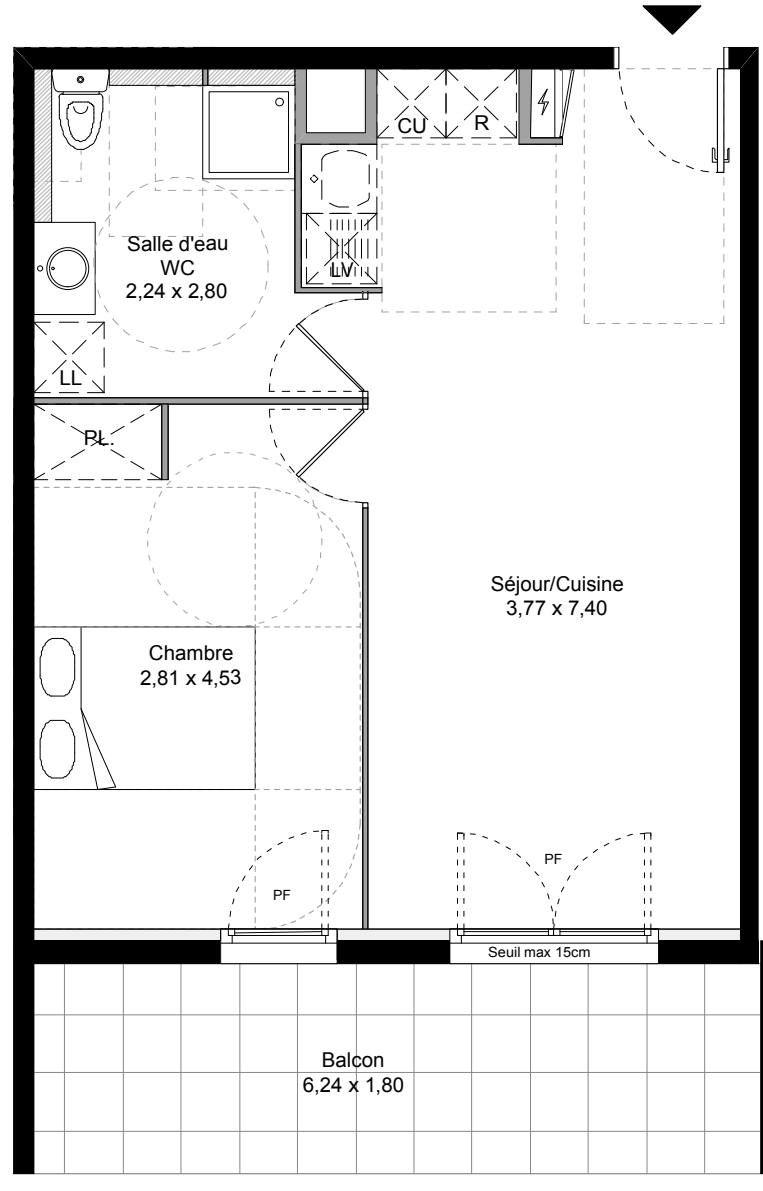 CU
R
LV
Salle d'eau
WC
2,24 x 2,80
LL
PL.
Séjour/Cuisine
3,77 x 7,40
Chambre
2,81 x 4,53
PF
PF
Seuil max 15cm
Balcon
6,24 x 1,80